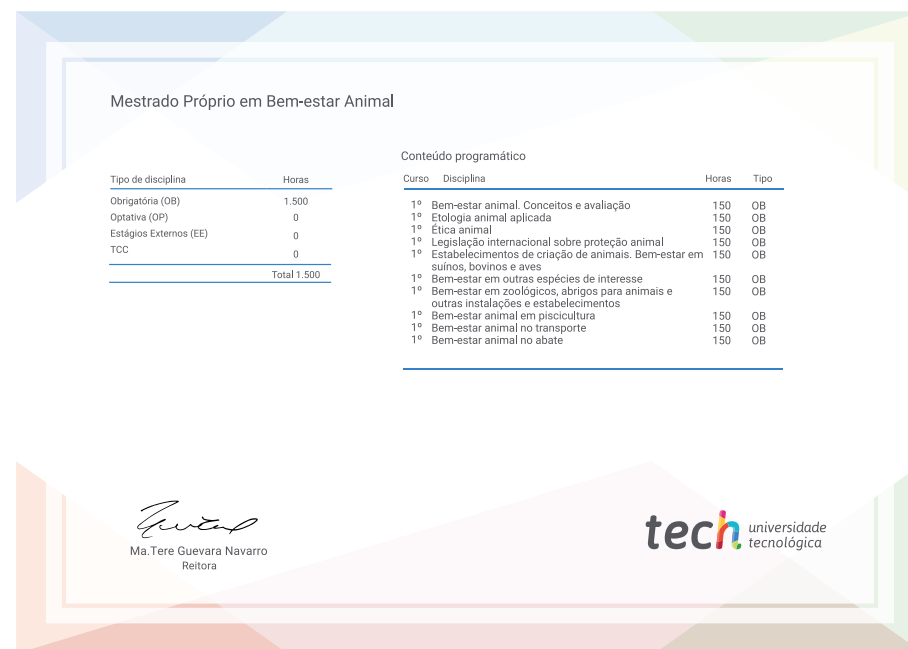 Mestrado Próprio em Bem-estar Animal
Tipo de disciplina Horas
Obrigatória (OB) 1.500
Optativa (OP) 0
Estágios Externos (EE) 0
TCC 0
Total 1.500
Conteúdo programático
Curso Disciplina Horas Tipo
1º Bem-estar animal. Conceitos e avaliação 150 OB
1º Etologia animal aplicada 150 OB
1º Ética animal 150 OB
1º Legislação internacional sobre proteção animal 150 OB
1º Estabelecimentos de criação de animais. Bem-estar em 150 OB
suínos, bovinos e aves
1º Bem-estar em outras espécies de interesse 150 OB
1º Bem-estar em zoológicos, abrigos para animais e 150 OB
outras instalações e estabelecimentos
1º Bem-estar animal em piscicultura 150 OB
1º Bem-estar animal no transporte 150 OB
1º Bem-estar animal no abate 150 OB
Ma.Tere Guevara Navarro
Reitora
tech universidade
tecnológica